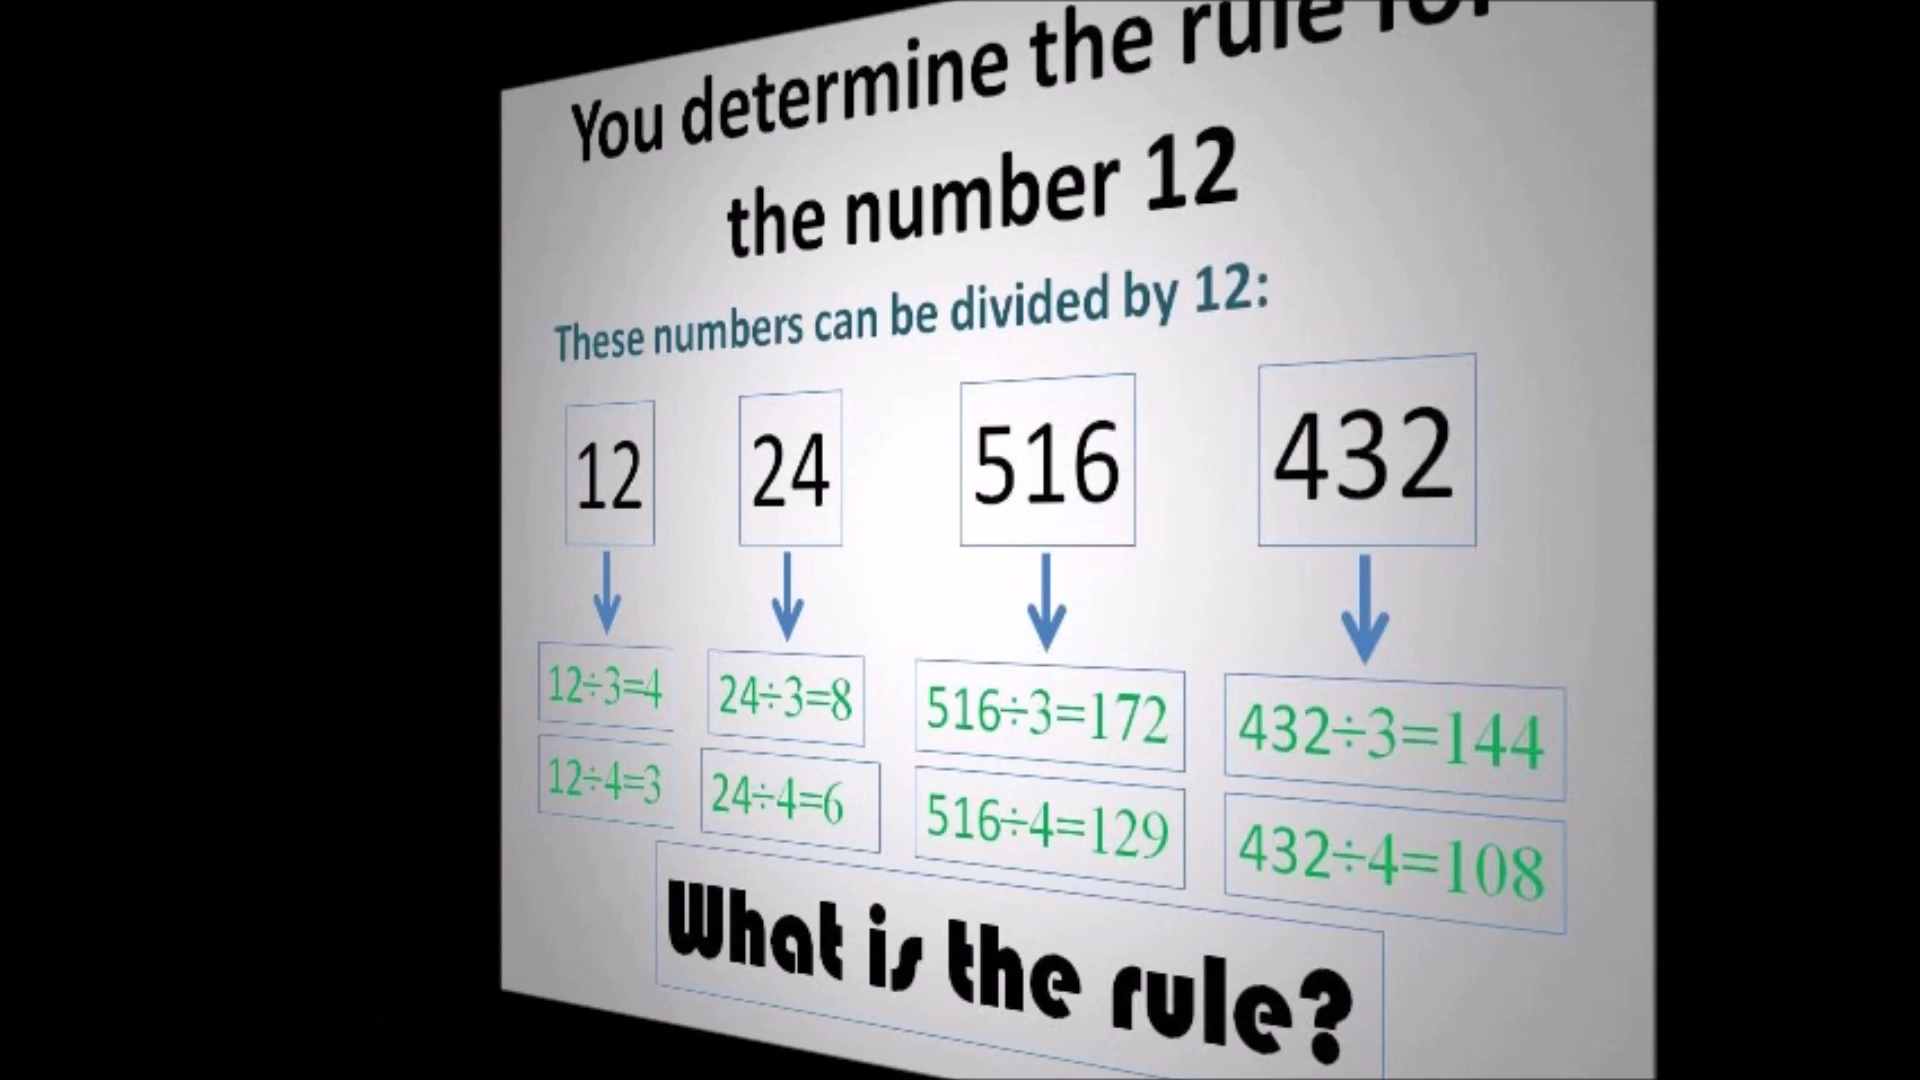 You determine the rule for
the number 12
These numbers can be divided by 12:
12 24 516 432
12÷3=4 24÷3=8 516÷3=172 432÷3=144
12÷4=3 24÷4=6 516÷4=129 432÷4=108
What is the rule?